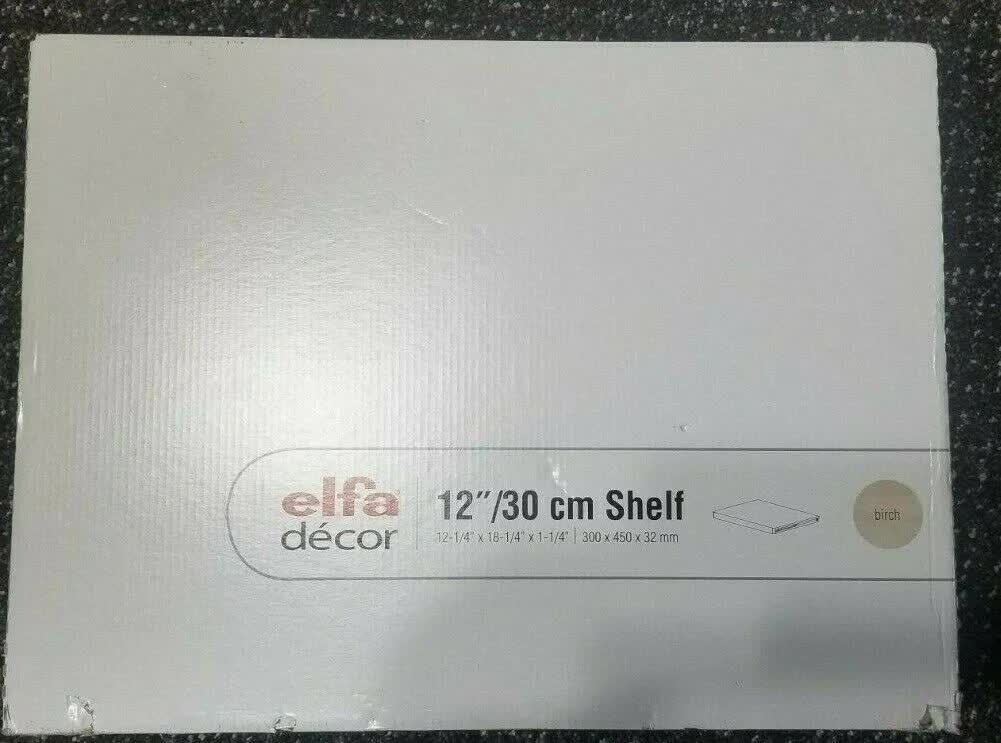 elfa
décor
12″/30 cm Shelf
12-1/4" x 18-1/4" x 1-1/4" | 300 x 450 x 32 mm
birch